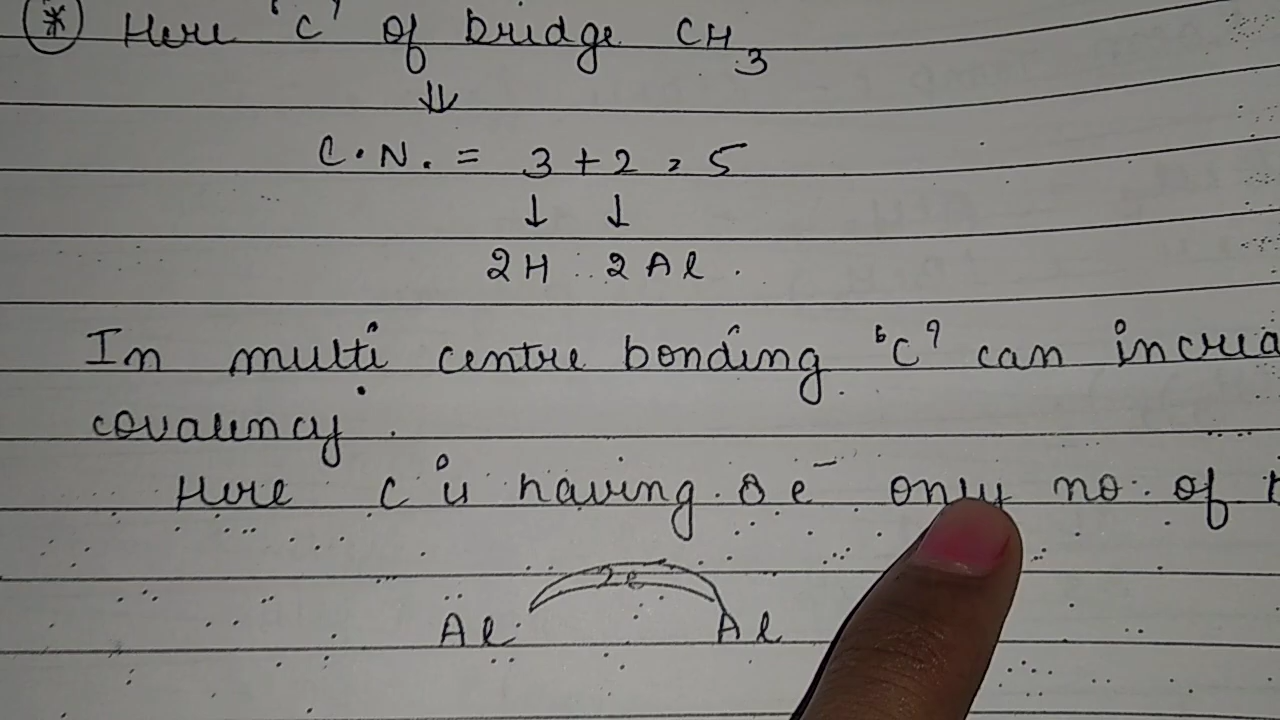 * Here 'C' of bridge CH3
⇓
C.N. = 3 + 2 = 5
↓ ↓
2H 2Al.
In multi centre bonding 'C' can increa
covalency.
Here C is having 8 e⁻ only no. of
2e
Al Al